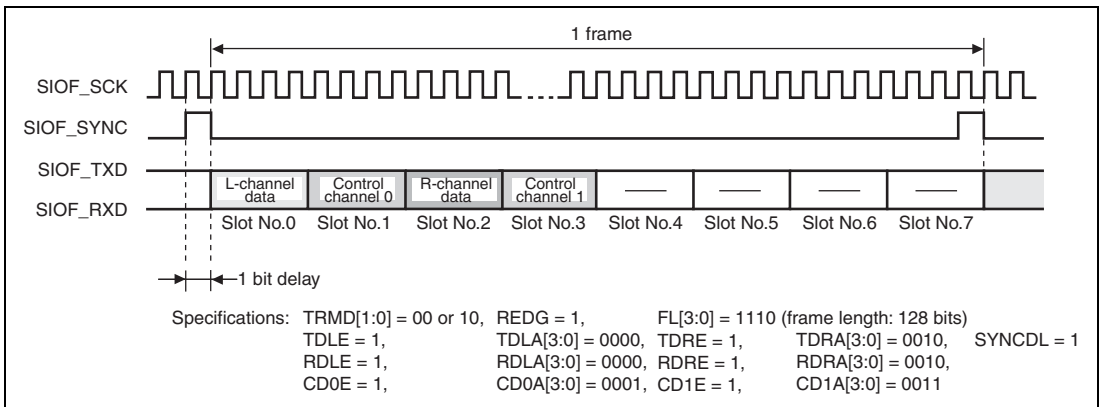 1 frame
SIOF_SCK
SIOF_SYNC
SIOF_TXD
SIOF_RXD
L-channel data
Control channel 0
R-channel data
Control channel 1
Slot No.0 Slot No.1 Slot No.2 Slot No.3 Slot No.4 Slot No.5 Slot No.6 Slot No.7
1 bit delay
Specifications: TRMD[1:0] = 00 or 10, REDG = 1, FL[3:0] = 1110 (frame length: 128 bits)
TDLE = 1, TDLA[3:0] = 0000, TDRE = 1, TDRA[3:0] = 0010, SYNCDL = 1
RDLE = 1, RDLA[3:0] = 0000, RDRE = 1, RDRA[3:0] = 0010,
CD0E = 1, CD0A[3:0] = 0001, CD1E = 1, CD1A[3:0] = 0011